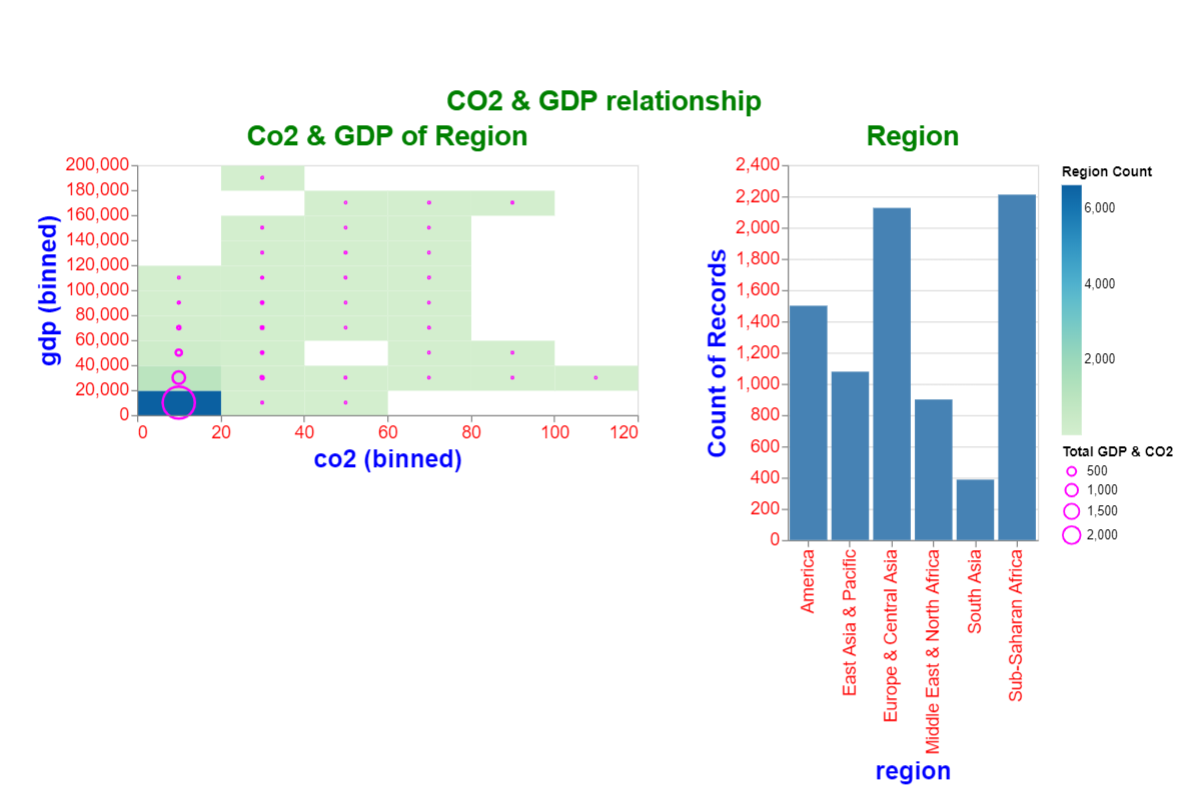 CO2 & GDP relationship
Co2 & GDP of Region
200,000
180,000
160,000
140,000
120,000
100,000
80,000
60,000
40,000
20,000
0
gdp (binned)
0 20 40 60 80 100 120
co2 (binned)
Region
2,400
2,200
2,000
1,800
1,600
1,400
1,200
1,000
800
600
400
200
0
Count of Records
America
East Asia & Pacific
Europe & Central Asia
Middle East & North Africa
South Asia
Sub-Saharan Africa
region
Region Count
6,000
4,000
2,000
Total GDP & CO2
500
1,000
1,500
2,000